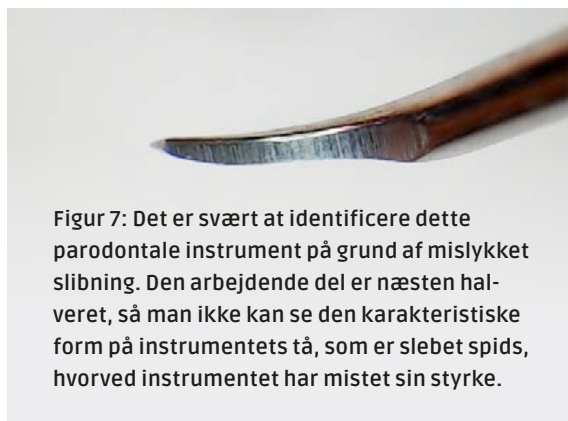 Figur 7: Det er svært at identificere dette
parodontale instrument på grund af mislykket
slibning. Den arbejdende del er næsten hal-
veret, så man ikke kan se den karakteristiske
form på instrumentets tå, som er slebet spids,
hvorved instrumentet har mistet sin styrke.